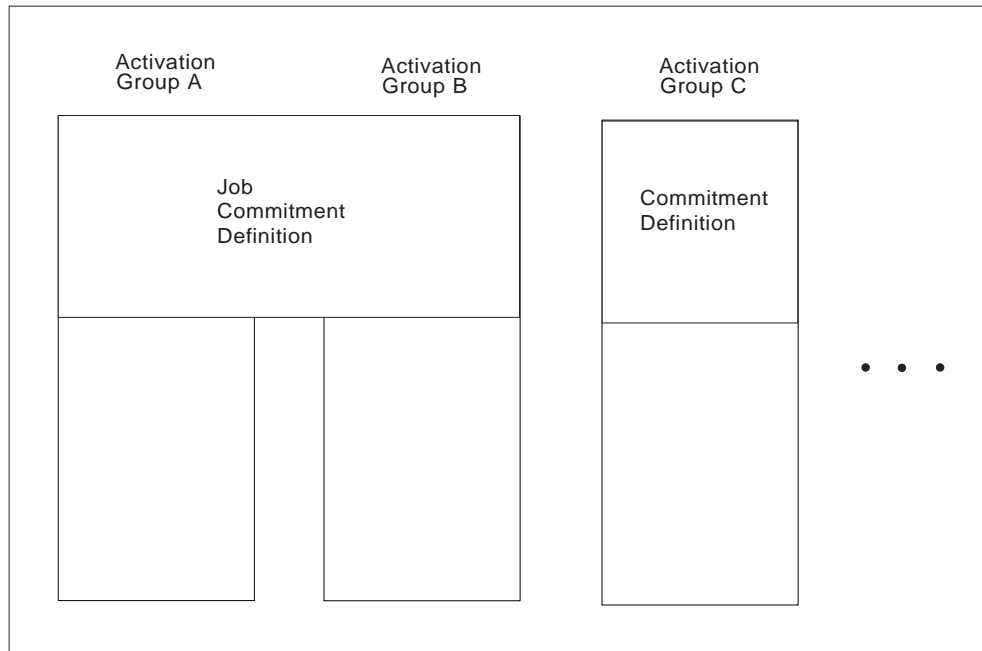 Activation
Group A
Activation
Group B
Activation
Group C
Job
Commitment
Definition
Commitment
Definition